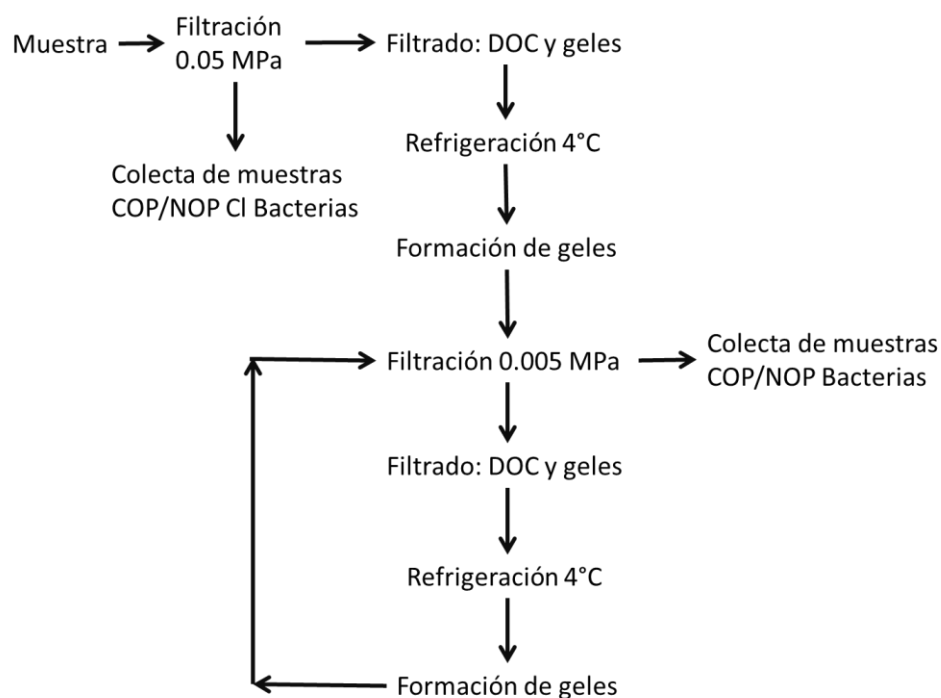 Muestra
Filtración
0.05 MPa
Filtrado: DOC y geles
Refrigeración 4°C
Colecta de muestras
COP/NOP Cl Bacterias
Formación de geles
Filtración 0.005 MPa
Colecta de muestras
COP/NOP Bacterias
Filtrado: DOC y geles
Refrigeración 4°C
Formación de geles